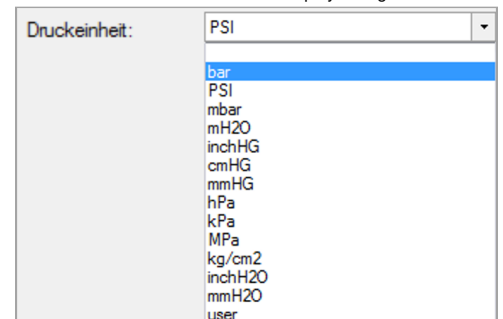 Druckeinheit: PSI
bar
PSI
mbar
mH2O
inchHG
cmHG
mmHG
hPa
kPa
MPa
kg/cm2
inchH2O
mmH2O
user